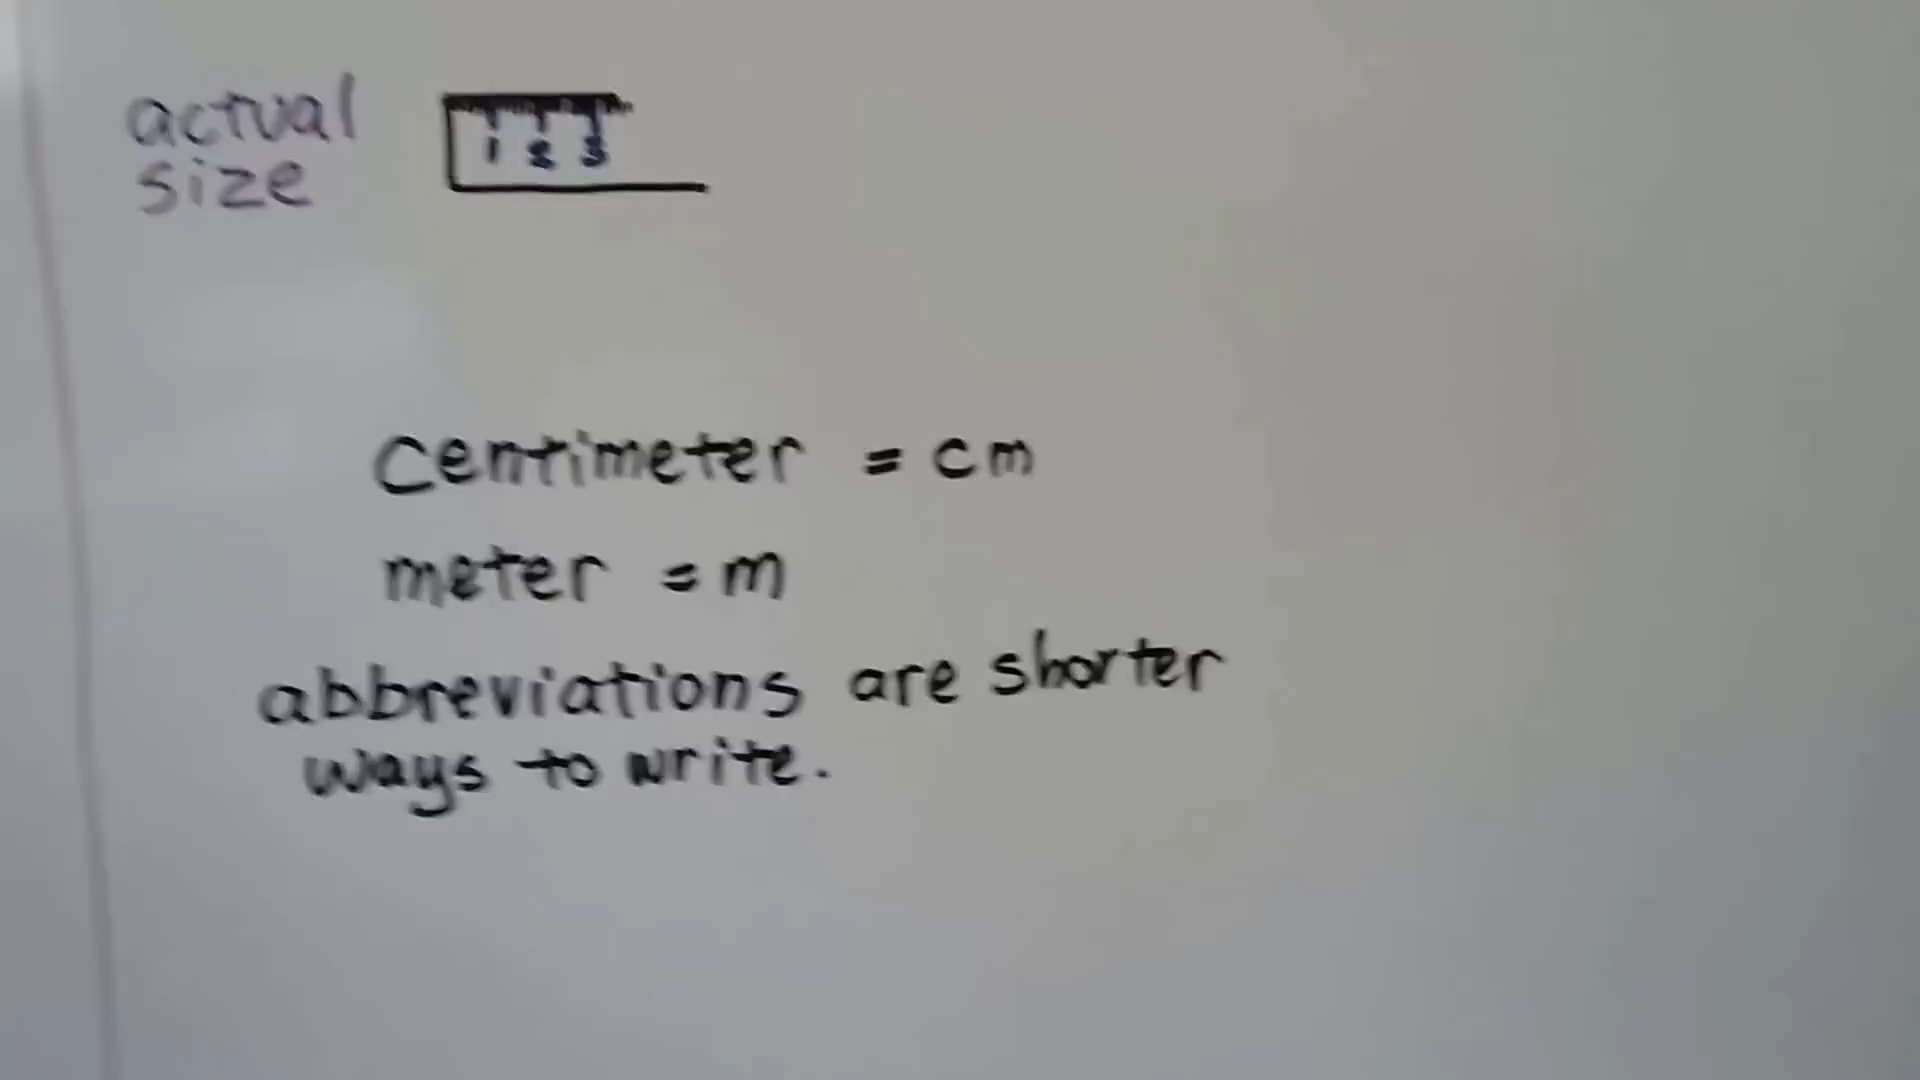 actual
size
1 2 3
centimeter = cm
meter = m
abbreviations are shorter
ways to write.